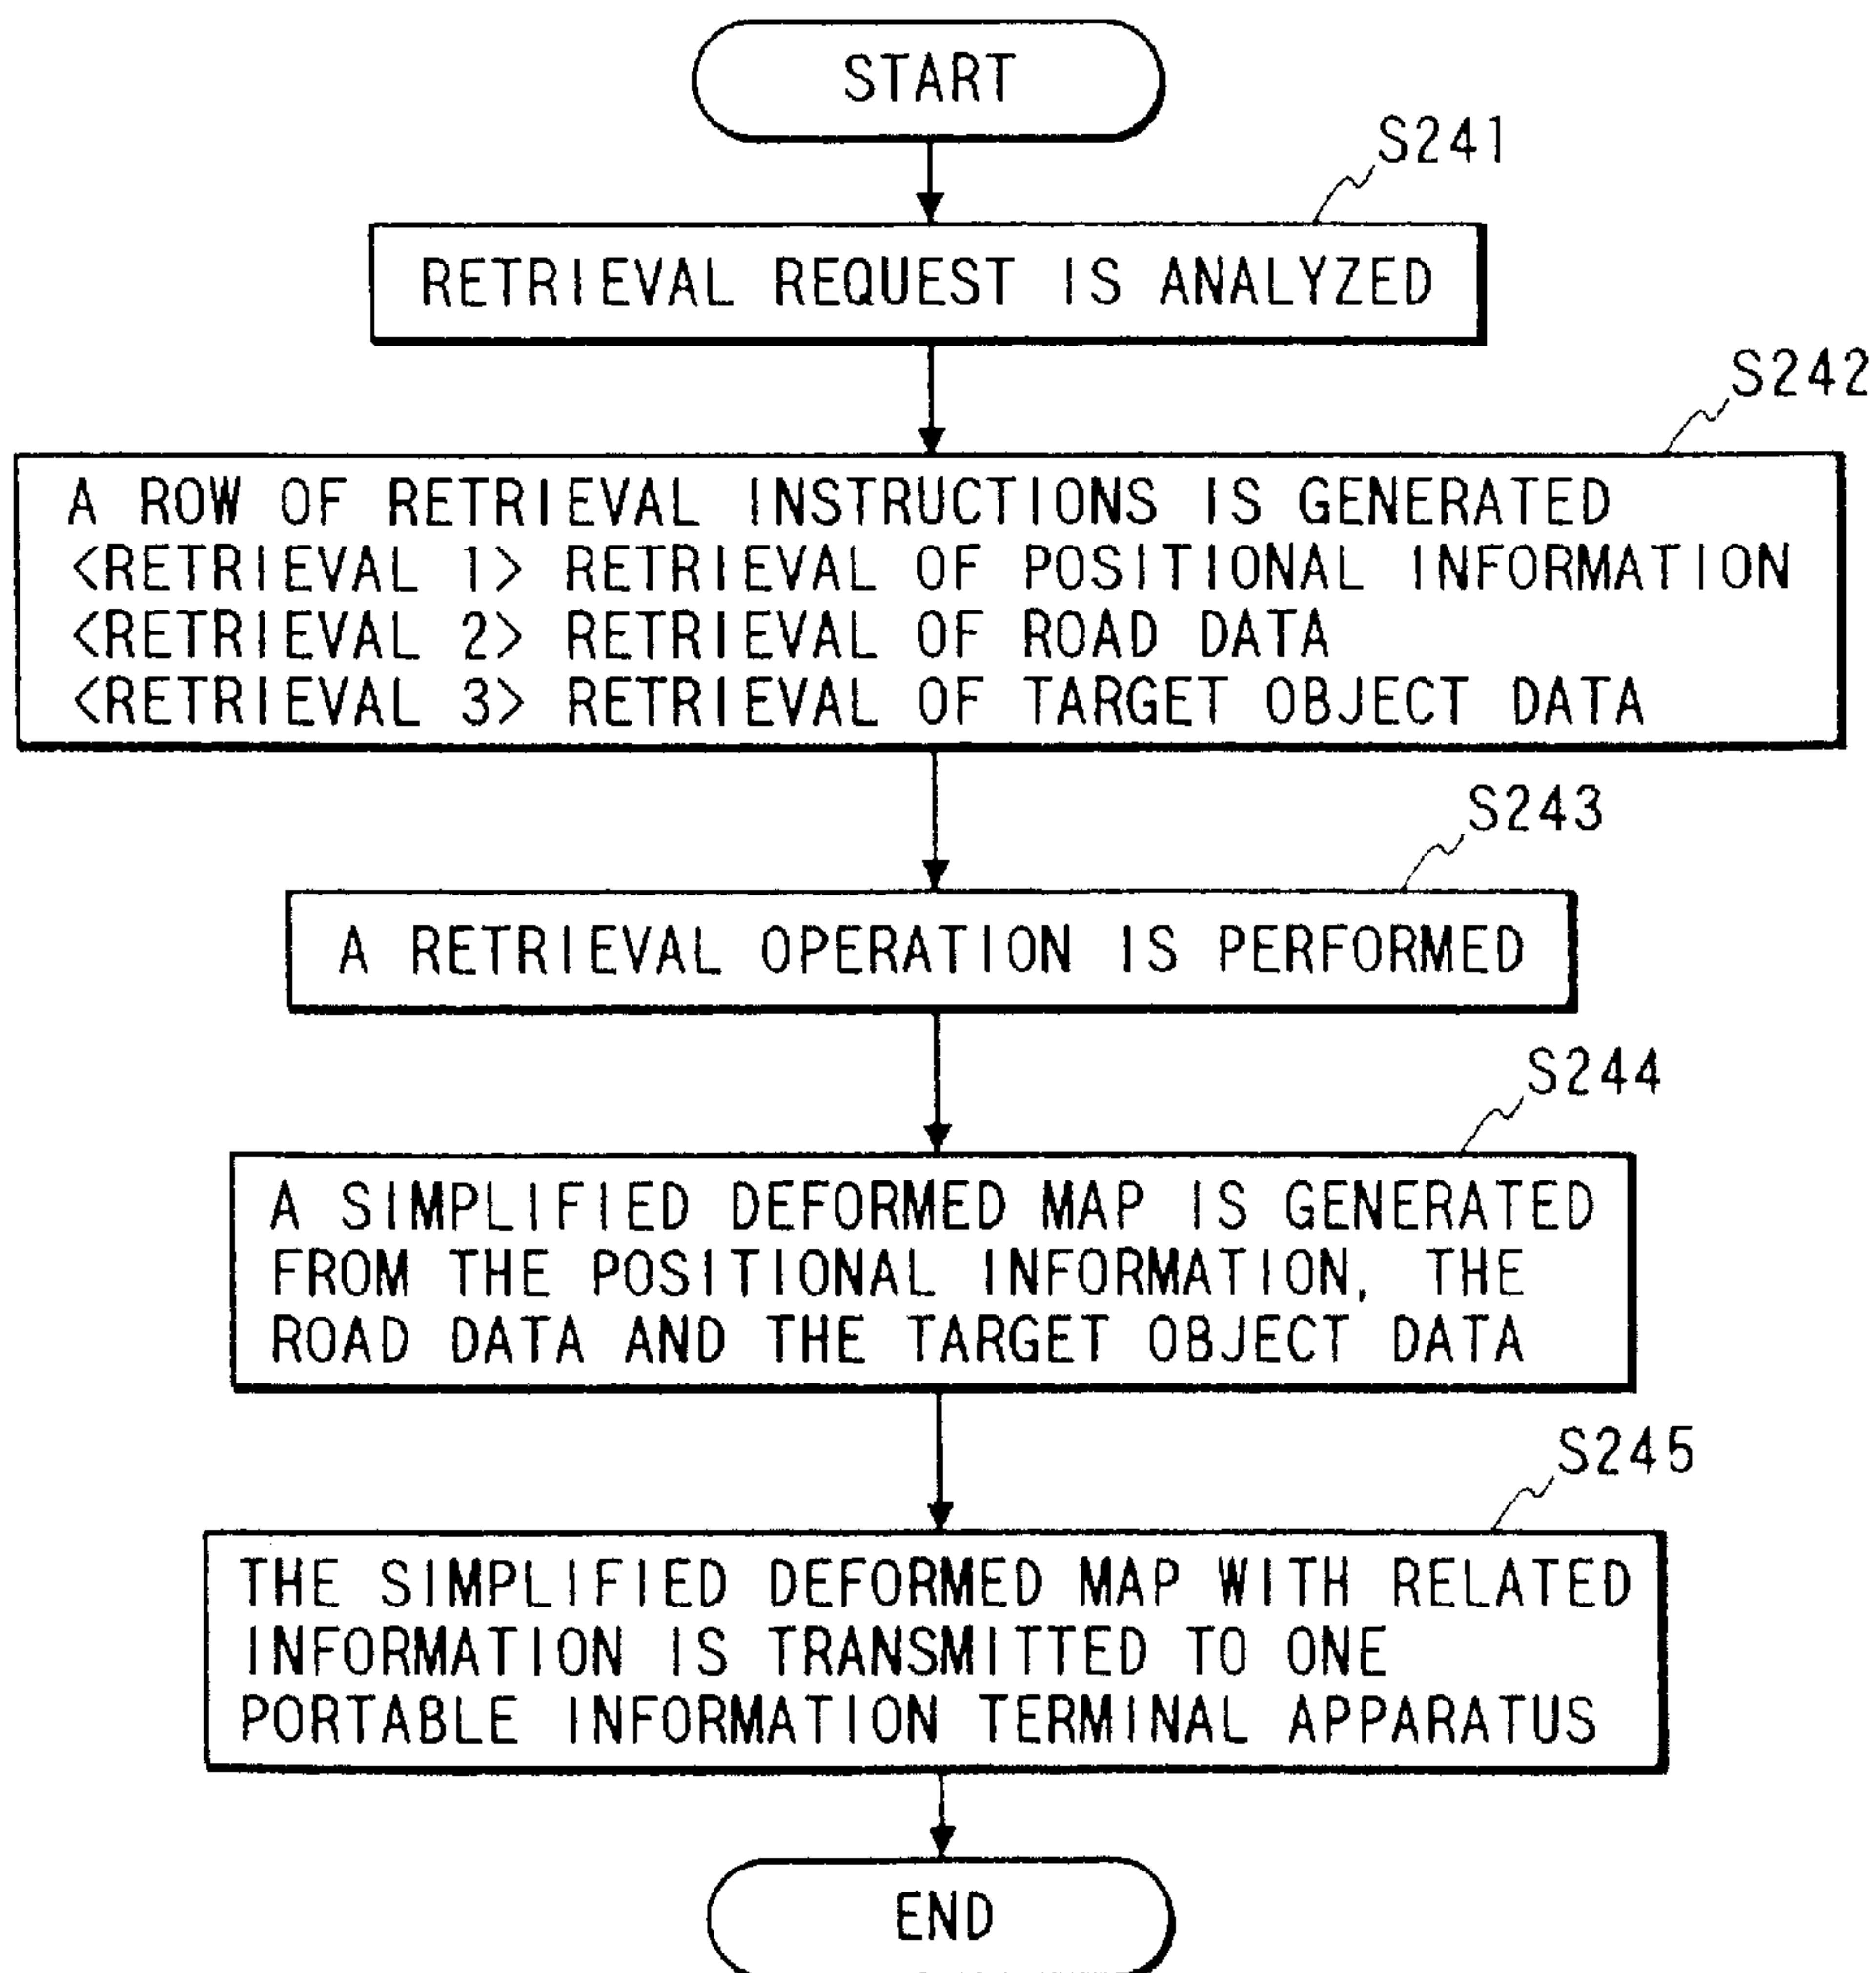 START
S241
RETRIEVAL REQUEST IS ANALYZED
S242
A ROW OF RETRIEVAL INSTRUCTIONS IS GENERATED
<RETRIEVAL 1> RETRIEVAL OF POSITIONAL INFORMATION
<RETRIEVAL 2> RETRIEVAL OF ROAD DATA
<RETRIEVAL 3> RETRIEVAL OF TARGET OBJECT DATA
S243
A RETRIEVAL OPERATION IS PERFORMED
S244
A SIMPLIFIED DEFORMED MAP IS GENERATED
FROM THE POSITIONAL INFORMATION, THE
ROAD DATA AND THE TARGET OBJECT DATA
S245
THE SIMPLIFIED DEFORMED MAP WITH RELATED
INFORMATION IS TRANSMITTED TO ONE
PORTABLE INFORMATION TERMINAL APPARATUS
END